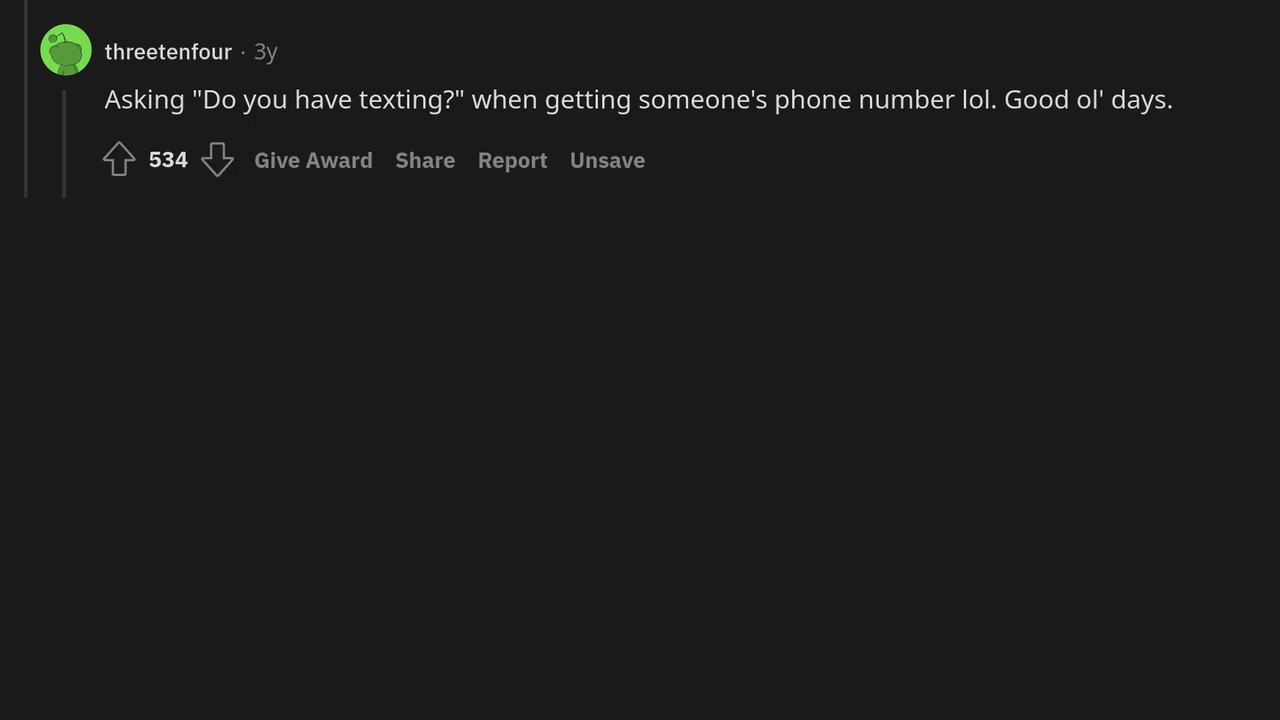 threetenfour · 3y
Asking "Do you have texting?" when getting someone's phone number lol. Good ol' days.
534 Give Award Share Report Unsave